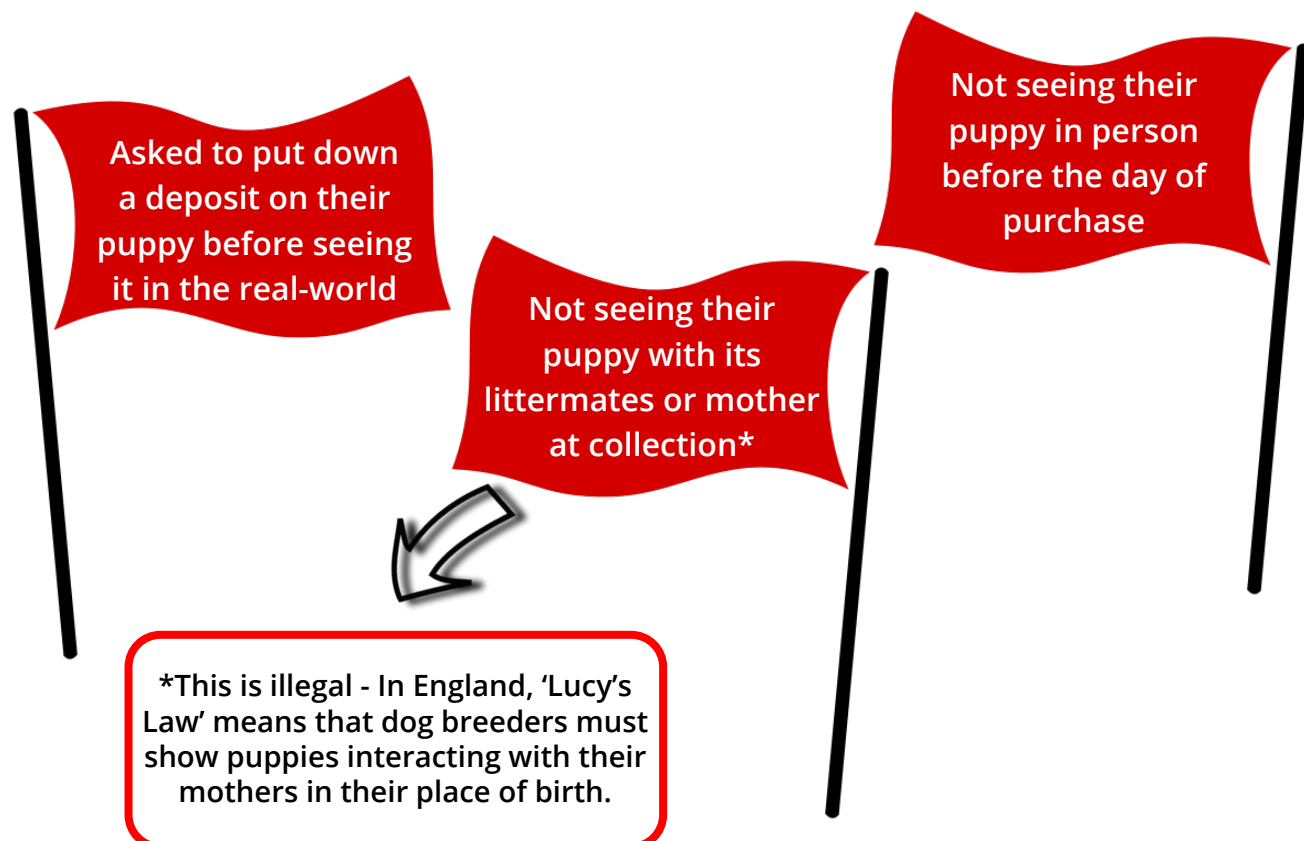 Asked to put down
a deposit on their
puppy before seeing
it in the real-world
Not seeing their
puppy with its
littermates or mother
at collection*
Not seeing their
puppy in person
before the day of
purchase
*This is illegal - In England, ‘Lucy’s
Law’ means that dog breeders must
show puppies interacting with their
mothers in their place of birth.